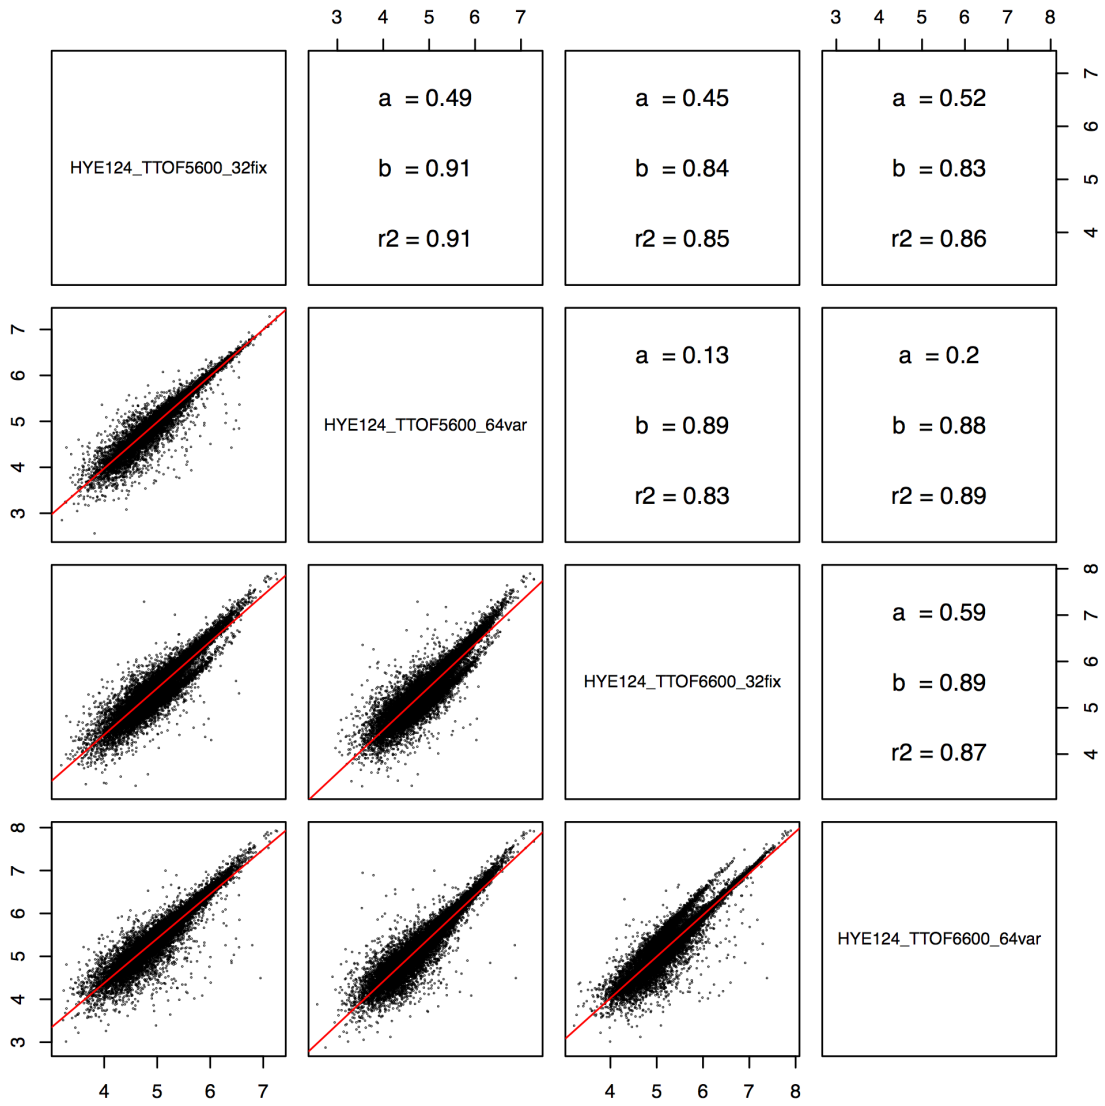 3 4 5 6 7
3 4 5 6 7 8
HYE124_TTOF5600_32fix
a = 0.49
b = 0.91
r2 = 0.91
a = 0.45
b = 0.84
r2 = 0.85
a = 0.52
b = 0.83
r2 = 0.86
7
6
5
4
7
6
5
4
3
HYE124_TTOF5600_64var
a = 0.13
b = 0.89
r2 = 0.83
a = 0.2
b = 0.88
r2 = 0.89
HYE124_TTOF6600_32fix
a = 0.59
b = 0.89
r2 = 0.87
8
7
6
5
4
8
7
6
5
4
3
HYE124_TTOF6600_64var
4 5 6 7
4 5 6 7 8